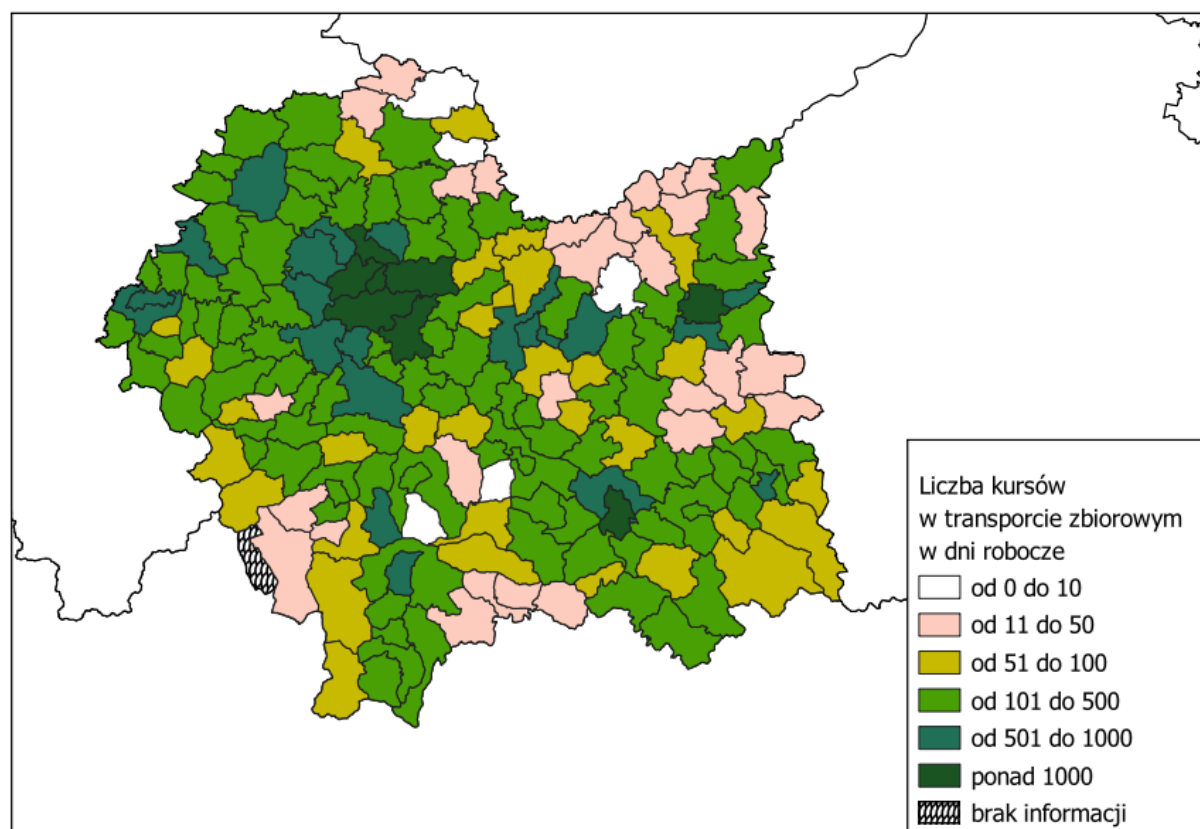 Liczba kursów
w transporcie zbiorowym
w dni robocze
od 0 do 10
od 11 do 50
od 51 do 100
od 101 do 500
od 501 do 1000
ponad 1000
brak informacji